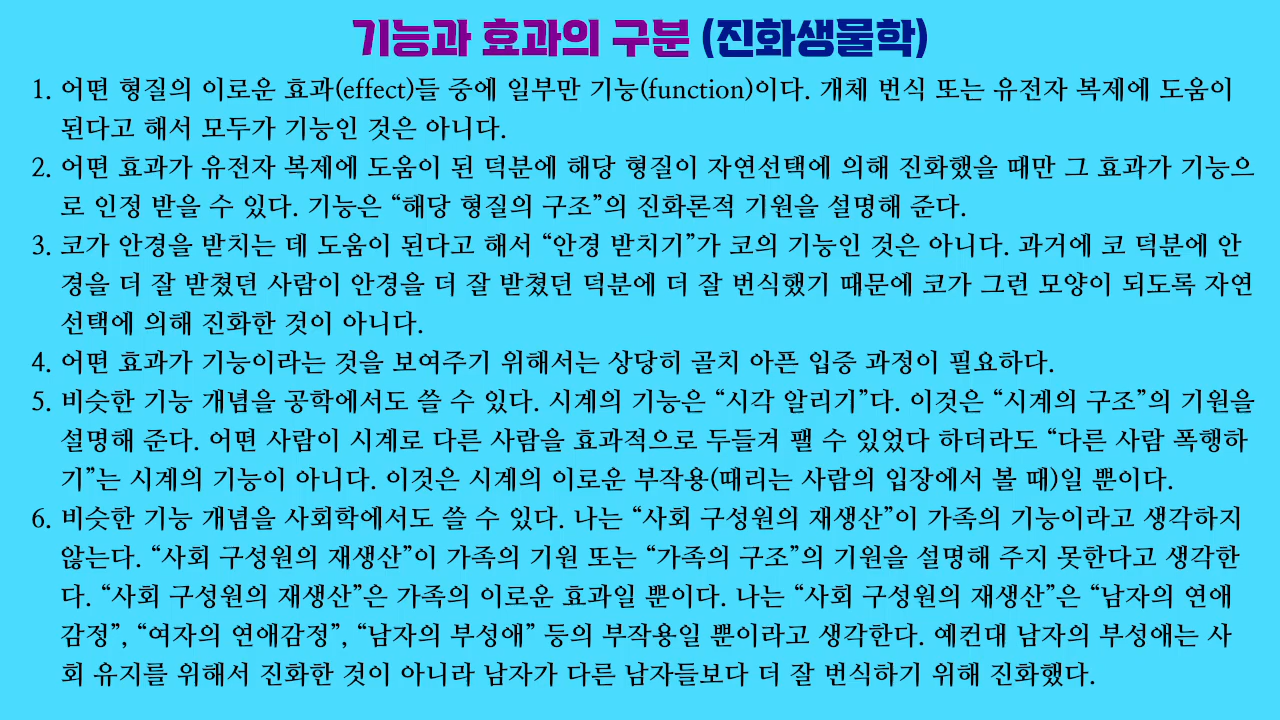 기능과 효과의 구분 (진화생물학)
1. 어떤 형질의 이로운 효과(effect)들 중에 일부만 기능(function)이다. 개체 번식 또는 유전자 복제에 도움이
된다고 해서 모두가 기능인 것은 아니다.
2. 어떤 효과가 유전자 복제에 도움이 된 덕분에 해당 형질이 자연선택에 의해 진화했을 때만 그 효과가 기능으
로 인정 받을 수 있다. 기능은 “해당 형질의 구조”의 진화론적 기원을 설명해 준다.
3. 코가 안경을 받치는 데 도움이 된다고 해서 “안경 받치기”가 코의 기능인 것은 아니다. 과거에 코 덕분에 안
경을 더 잘 받쳤던 사람이 안경을 더 잘 받쳤던 덕분에 더 잘 번식했기 때문에 코가 그런 모양이 되도록 자연
선택에 의해 진화한 것이 아니다.
4. 어떤 효과가 기능이라는 것을 보여주기 위해서는 상당히 골치 아픈 입증 과정이 필요하다.
5. 비슷한 기능 개념을 공학에서도 쓸 수 있다. 시계의 기능은 “시각 알리기”다. 이것은 “시계의 구조”의 기원을
설명해 준다. 어떤 사람이 시계로 다른 사람을 효과적으로 두들겨 팰 수 있었다 하더라도 “다른 사람 폭행하
기”는 시계의 기능이 아니다. 이것은 시계의 이로운 부작용(때리는 사람의 입장에서 볼 때)일 뿐이다.
6. 비슷한 기능 개념을 사회학에서도 쓸 수 있다. 나는 “사회 구성원의 재생산”이 가족의 기능이라고 생각하지
않는다. “사회 구성원의 재생산”이 가족의 기원 또는 “가족의 구조”의 기원을 설명해 주지 못한다고 생각한
다. “사회 구성원의 재생산”은 가족의 이로운 효과일 뿐이다. 나는 “사회 구성원의 재생산”은 “남자의 연애
감정”, “여자의 연애감정”, “남자의 부성애” 등의 부작용일 뿐이라고 생각한다. 예컨대 남자의 부성애는 사
회 유지를 위해서 진화한 것이 아니라 남자가 다른 남자들보다 더 잘 번식하기 위해 진화했다.